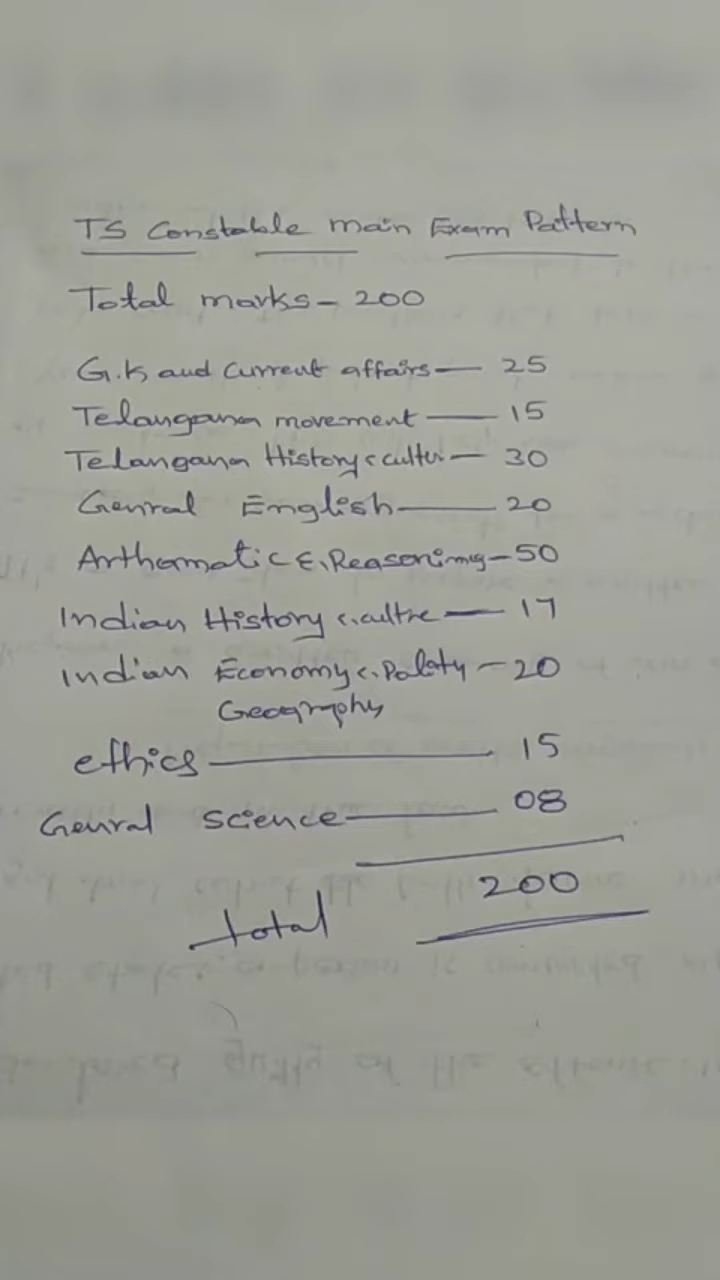 TS Constable main Exam Pattern
Total marks - 200
G.K and Current affairs — 25
Telangana movement — 15
Telangana History & cultur — 30
Genral English — 20
Arthamatic & Reasoning — 50
Indian History & cultre — 17
Indian Economy & Polaty — 20
Geography
ethics — 15
Genral Science — 08
200
total